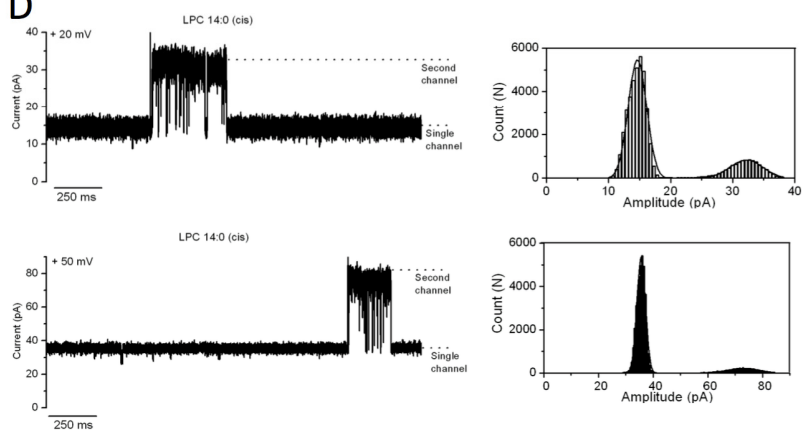 D
LPC 14:0 (cis)
+ 20 mV
Current (pA)
40
30
20
10
0
Second
channel
Single
channel
250 ms
Count (N)
6000
4000
2000
0
0 10 20 30 40
Amplitude (pA)
LPC 14:0 (cis)
+ 50 mV
Current (pA)
80
60
40
20
0
Second
channel
Single
channel
250 ms
Count (N)
6000
4000
2000
0
0 20 40 60 80
Amplitude (pA)